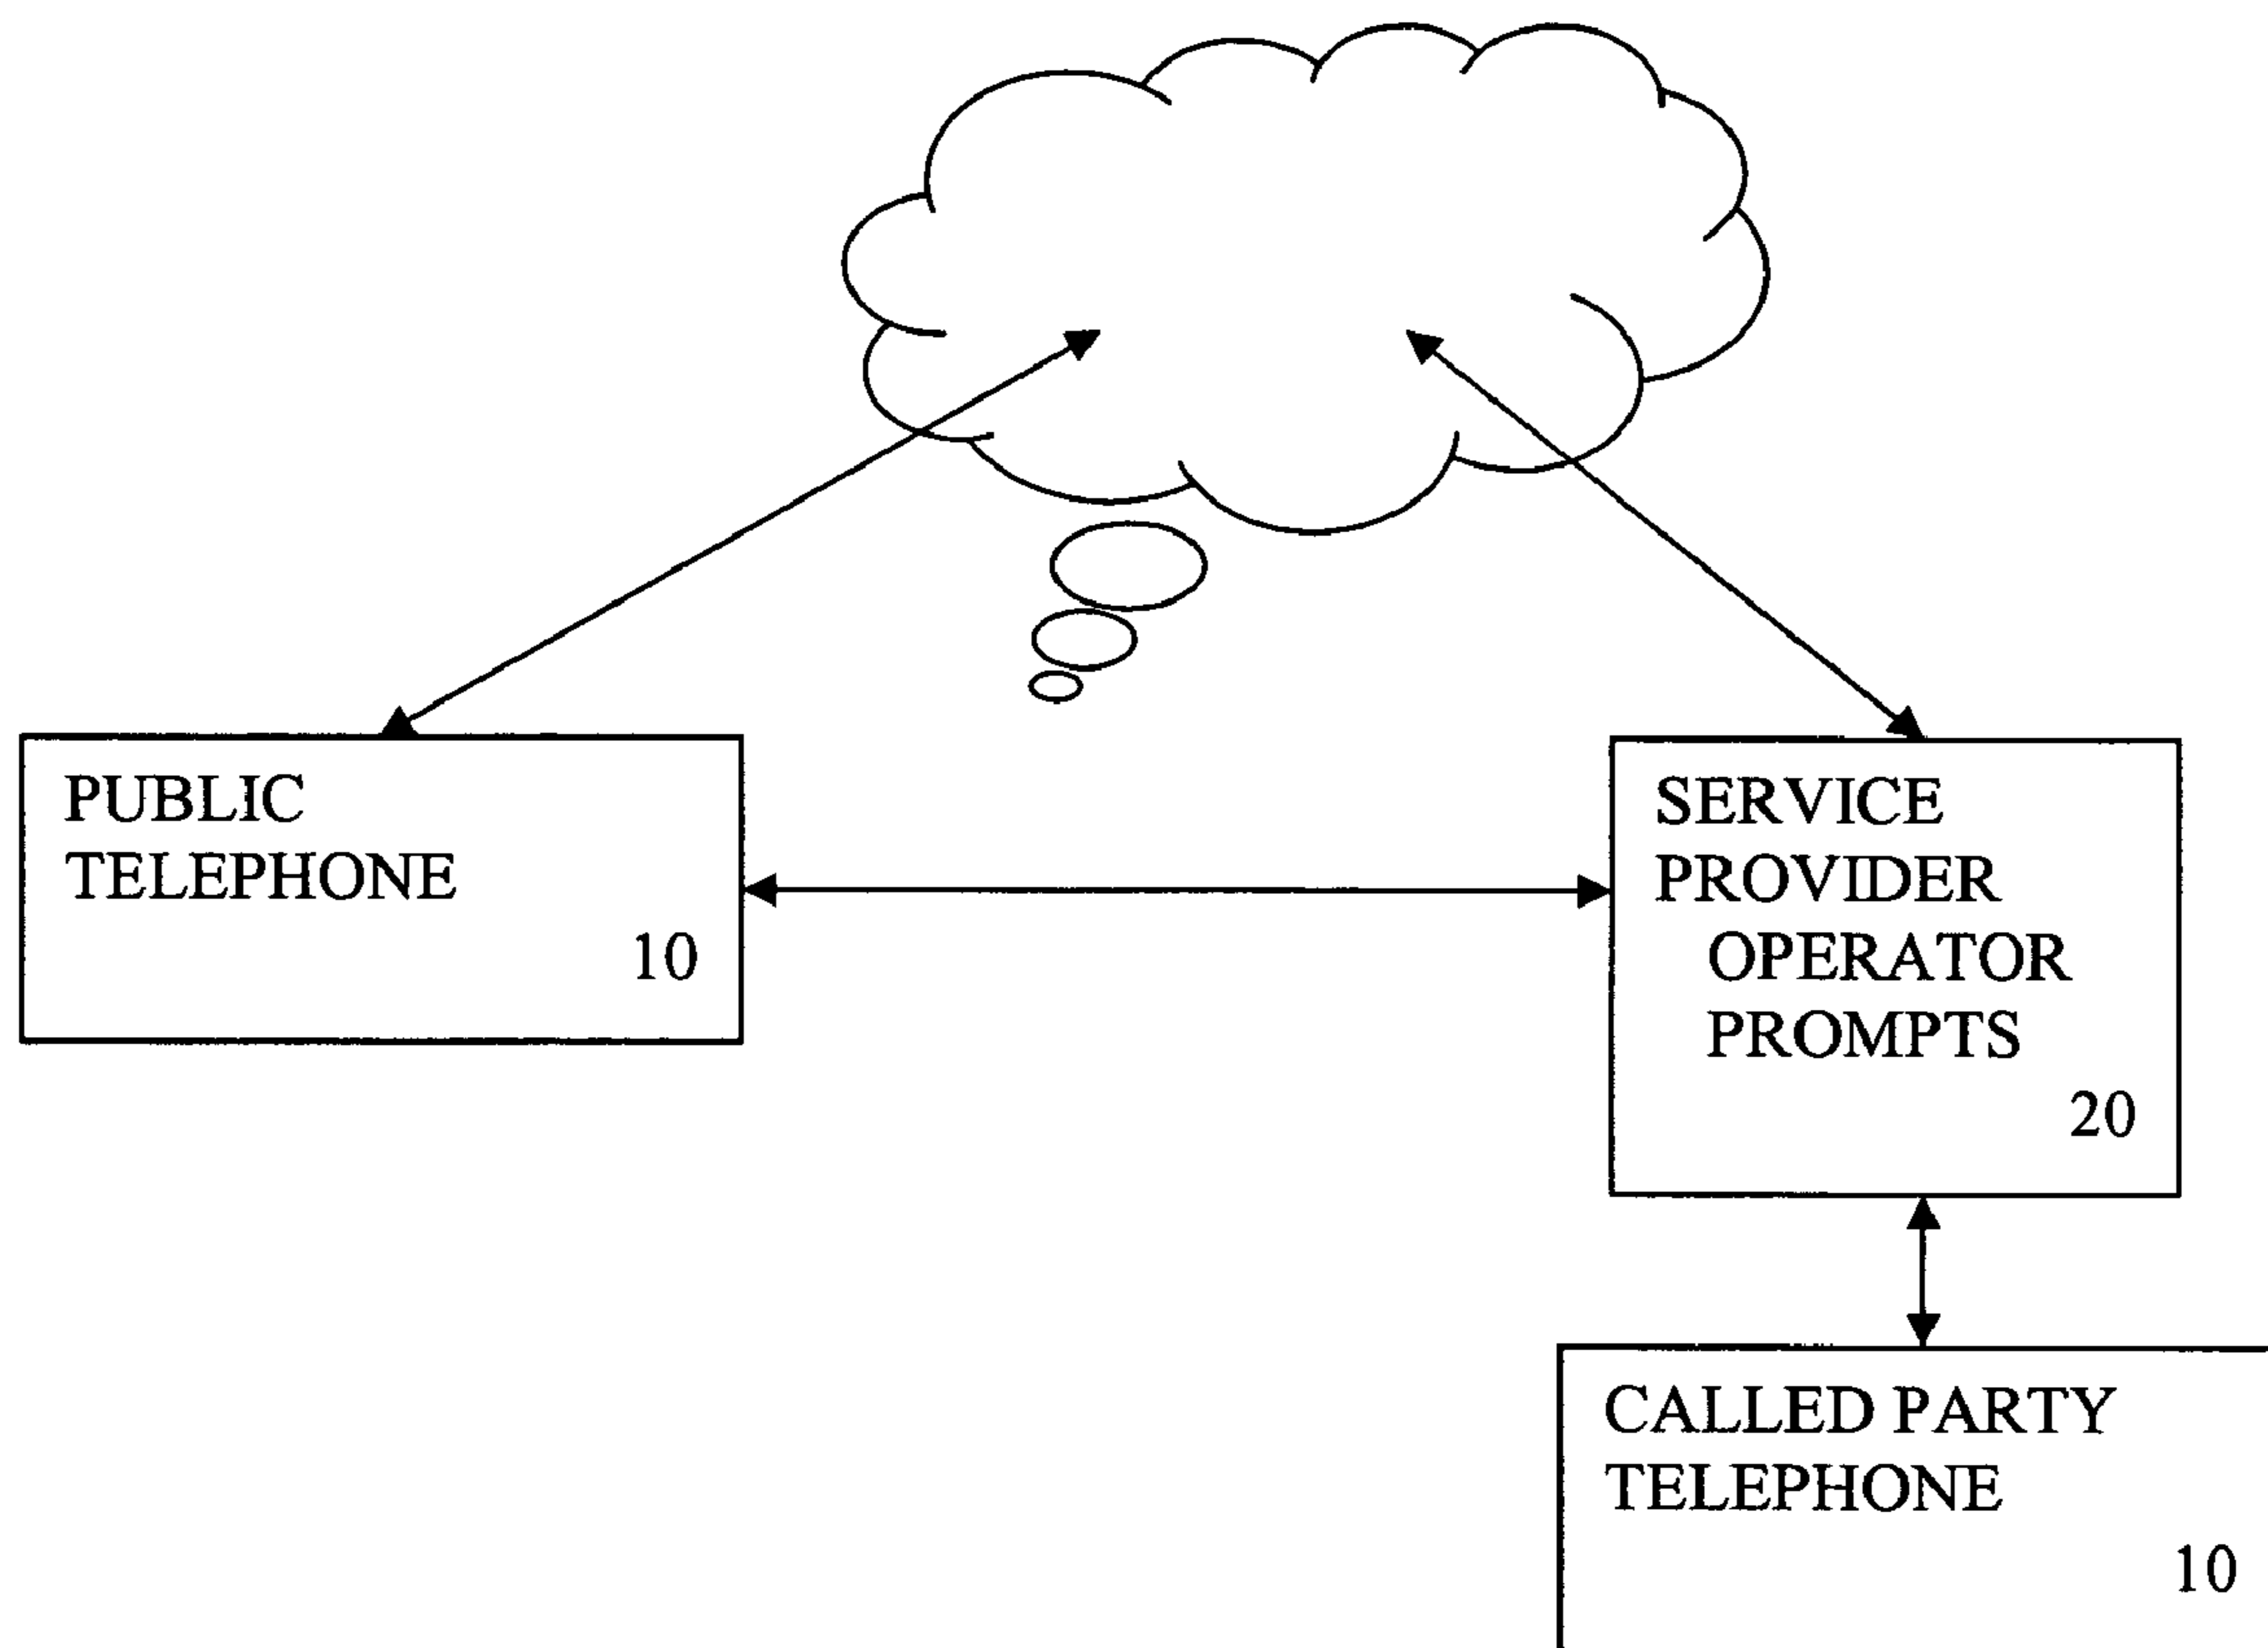 PUBLIC
TELEPHONE
10
SERVICE
PROVIDER
OPERATOR
PROMPTS
20
CALLED PARTY
TELEPHONE
10